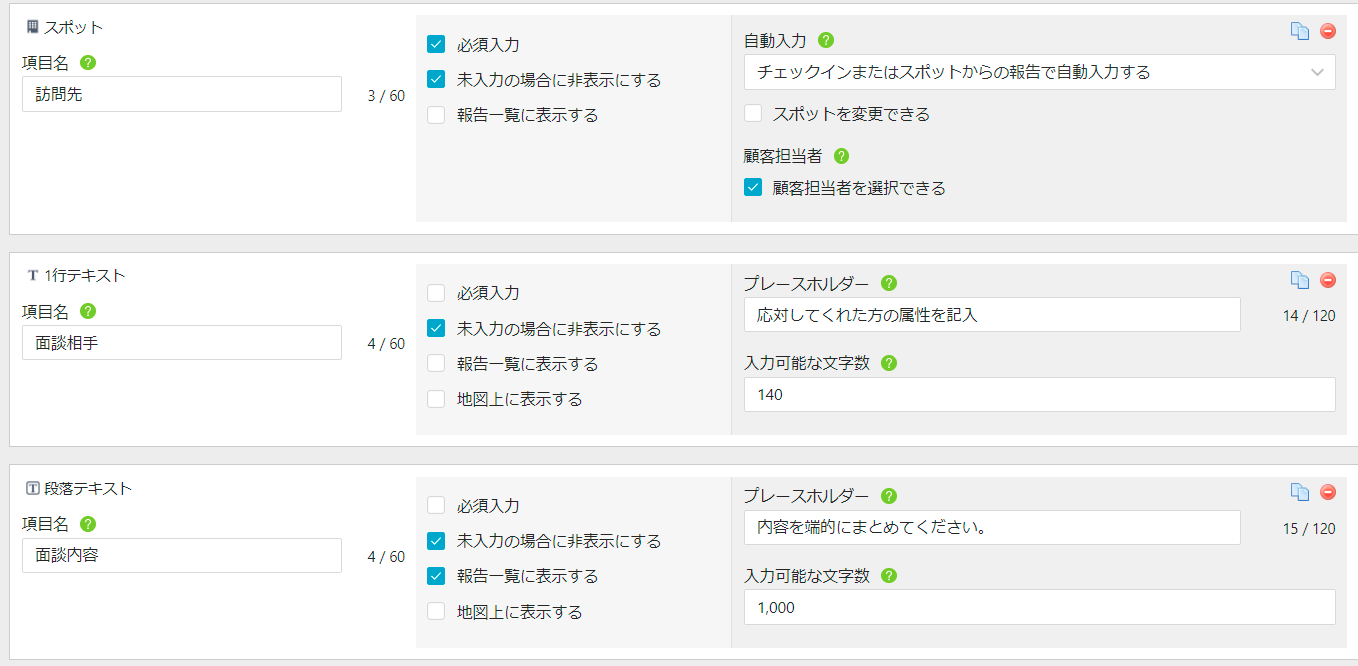 スポット
項目名 ?
訪問先
3 / 60
必須入力
未入力の場合に非表示にする
報告一覧に表示する
自動入力 ?
チェックインまたはスポットからの報告で自動入力する
スポットを変更できる
顧客担当者 ?
顧客担当者を選択できる
T 1行テキスト
項目名 ?
面談相手
4 / 60
必須入力
未入力の場合に非表示にする
報告一覧に表示する
地図上に表示する
プレースホルダー ?
応対してくれた方の属性を記入
14 / 120
入力可能な文字数 ?
140
T 段落テキスト
項目名 ?
面談内容
4 / 60
必須入力
未入力の場合に非表示にする
報告一覧に表示する
地図上に表示する
プレースホルダー ?
内容を端的にまとめてください。
15 / 120
入力可能な文字数 ?
1,000